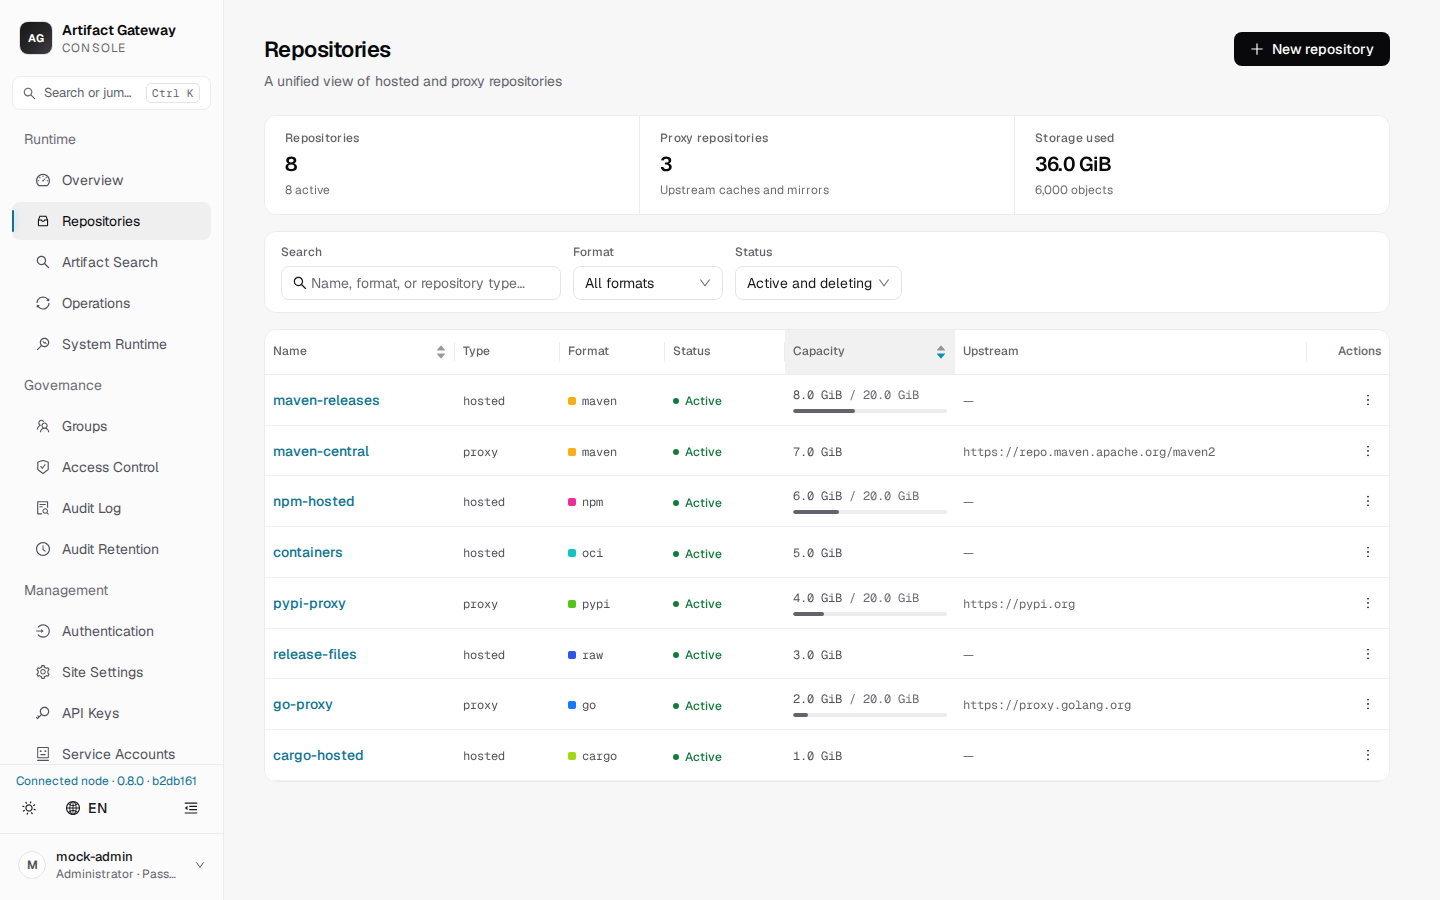 AG
Artifact Gateway
CONSOLE
Search or jum...
Ctrl K
Runtime
Overview
Repositories
Artifact Search
Operations
System Runtime
Governance
Groups
Access Control
Audit Log
Audit Retention
Management
Authentication
Site Settings
API Keys
Service Accounts
Connected node · 0.8.0 · b2db161
EN
M
mock-admin
Administrator · Pass...
Repositories
A unified view of hosted and proxy repositories
New repository
Repositories
8
8 active
Proxy repositories
3
Upstream caches and mirrors
Storage used
36.0 GiB
6,000 objects
Search
Name, format, or repository type...
Format
All formats
Status
Active and deleting
Name Type Format Status Capacity Upstream Actions
maven-releases hosted maven Active 8.0 GiB / 20.0 GiB —
maven-central proxy maven Active 7.0 GiB https://repo.maven.apache.org/maven2
npm-hosted hosted npm Active 6.0 GiB / 20.0 GiB —
containers hosted oci Active 5.0 GiB —
pypi-proxy proxy pypi Active 4.0 GiB / 20.0 GiB https://pypi.org
release-files hosted raw Active 3.0 GiB —
go-proxy proxy go Active 2.0 GiB / 20.0 GiB https://proxy.golang.org
cargo-hosted hosted cargo Active 1.0 GiB —